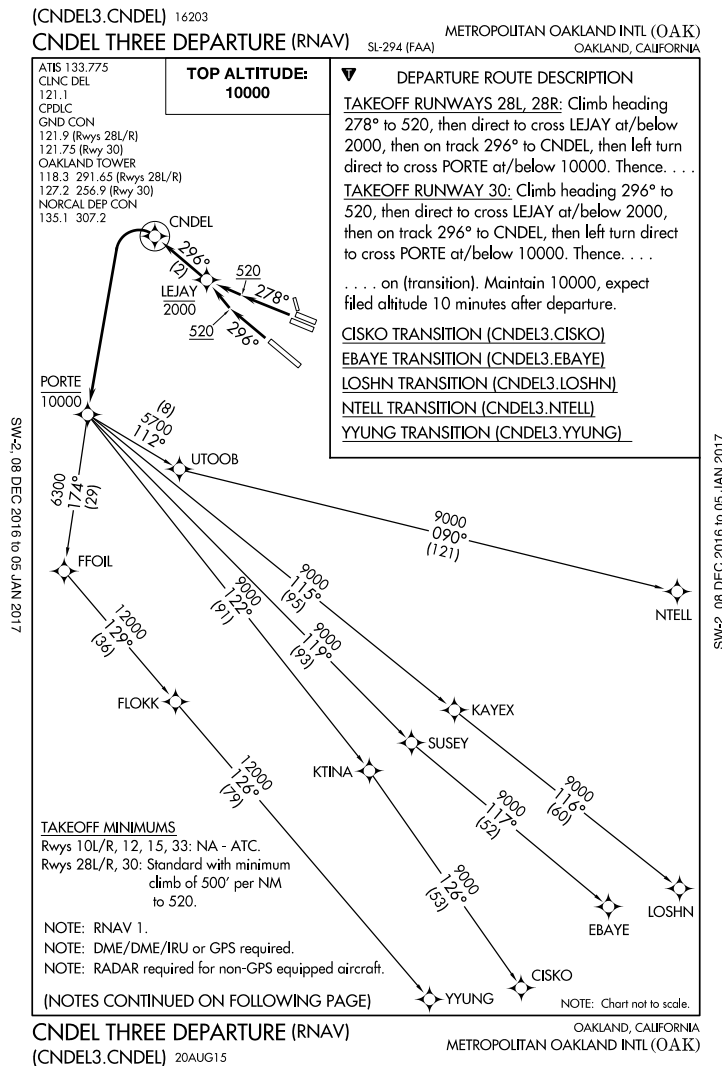 (CNDEL3.CNDEL) 16203
CNDEL THREE DEPARTURE (RNAV)
SL-294 (FAA)
METROPOLITAN OAKLAND INTL (OAK)
OAKLAND, CALIFORNIA
ATIS 133.775
CLNC DEL
121.1
CPDLC
GND CON
121.9 (Rwys 28L/R)
121.75 (Rwy 30)
OAKLAND TOWER
118.3 291.65 (Rwys 28L/R)
127.2 256.9 (Rwy 30)
NORCAL DEP CON
135.1 307.2
TOP ALTITUDE:
10000
T
DEPARTURE ROUTE DESCRIPTION
TAKEOFF RUNWAYS 28L, 28R: Climb heading
278° to 520, then direct to cross LEJAY at/below
2000, then on track 296° to CNDEL, then left turn
direct to cross PORTE at/below 10000. Thence. . . .
TAKEOFF RUNWAY 30: Climb heading 296° to
520, then direct to cross LEJAY at/below 2000,
then on track 296° to CNDEL, then left turn direct
to cross PORTE at/below 10000. Thence. . . .
. . . . on (transition). Maintain 10000, expect
filed altitude 10 minutes after departure.
CISKO TRANSITION (CNDEL3.CISKO)
EBAYE TRANSITION (CNDEL3.EBAYE)
LOSHN TRANSITION (CNDEL3.LOSHN)
NTELL TRANSITION (CNDEL3.NTELL)
YYUNG TRANSITION (CNDEL3.YYUNG)
CNDEL
296°
(2)
LEJAY
2000
520
278°
520
296°
PORTE
10000
(8)
5700
112°
UTOOB
6300
174°
(29)
9000
090°
(121)
NTELL
FFOIL
9000
122°
(91)
9000
115°
(95)
9000
119°
(93)
12000
129°
(36)
FLOKK
KAYEX
SUSEY
KTINA
12000
126°
(79)
9000
117°
(52)
9000
116°
(60)
9000
126°
(53)
LOSHN
EBAYE
CISKO
YYUNG
TAKEOFF MINIMUMS
Rwys 10L/R, 12, 15, 33: NA - ATC.
Rwys 28L/R, 30: Standard with minimum
climb of 500' per NM
to 520.
NOTE: RNAV 1.
NOTE: DME/DME/IRU or GPS required.
NOTE: RADAR required for non-GPS equipped aircraft.
(NOTES CONTINUED ON FOLLOWING PAGE)
NOTE: Chart not to scale.
SW-2, 08 DEC 2016 to 05 JAN 2017
SW-2, 08 DEC 2016 to 05 JAN 2017
CNDEL THREE DEPARTURE (RNAV)
(CNDEL3.CNDEL) 20AUG15
OAKLAND, CALIFORNIA
METROPOLITAN OAKLAND INTL (OAK)